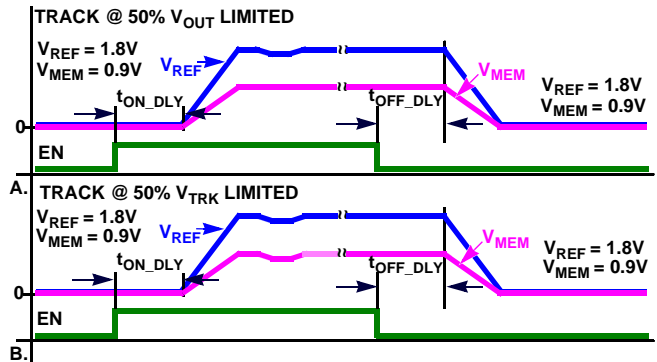 TRACK @ 50% VOUT LIMITED
VREF = 1.8V
VMEM = 0.9V
VREF
VMEM
VREF = 1.8V
VMEM = 0.9V
tON_DLY
tOFF_DLY
0
EN
A.
TRACK @ 50% VTRK LIMITED
VREF = 1.8V
VMEM = 0.9V
VREF
VMEM
VREF = 1.8V
VMEM = 0.9V
tON_DLY
tOFF_DLY
0
EN
B.